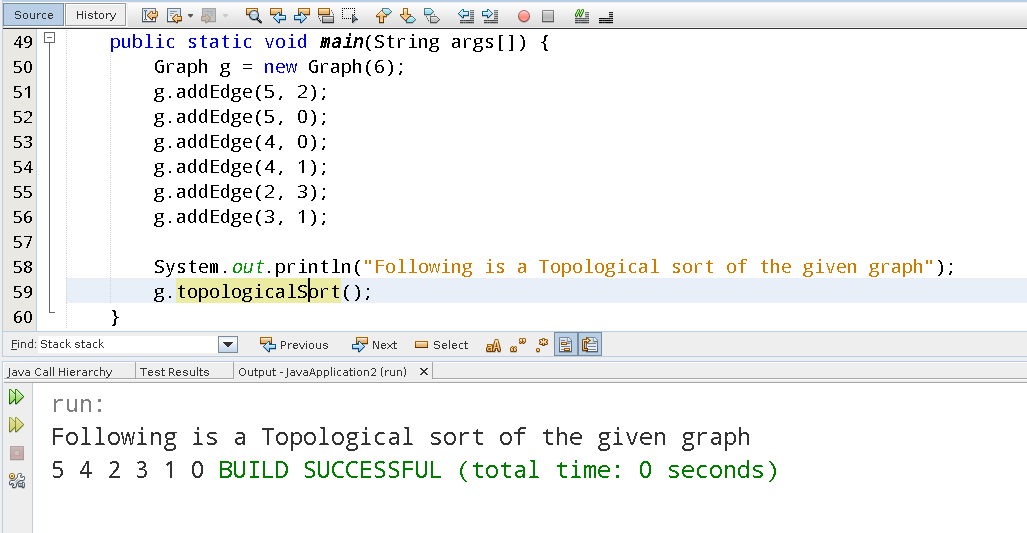 Source History
49 public static void main(String args[]) {
50 Graph g = new Graph(6);
51 g.addEdge(5, 2);
52 g.addEdge(5, 0);
53 g.addEdge(4, 0);
54 g.addEdge(4, 1);
55 g.addEdge(2, 3);
56 g.addEdge(3, 1);
57
58 System.out.println("Following is a Topological sort of the given graph");
59 g.topologicalSort();
60 }
Find: Stack stack Previous Next Select aA
Java Call Hierarchy Test Results Output - JavaApplication2 (run) ×
run:
Following is a Topological sort of the given graph
5 4 2 3 1 0 BUILD SUCCESSFUL (total time: 0 seconds)